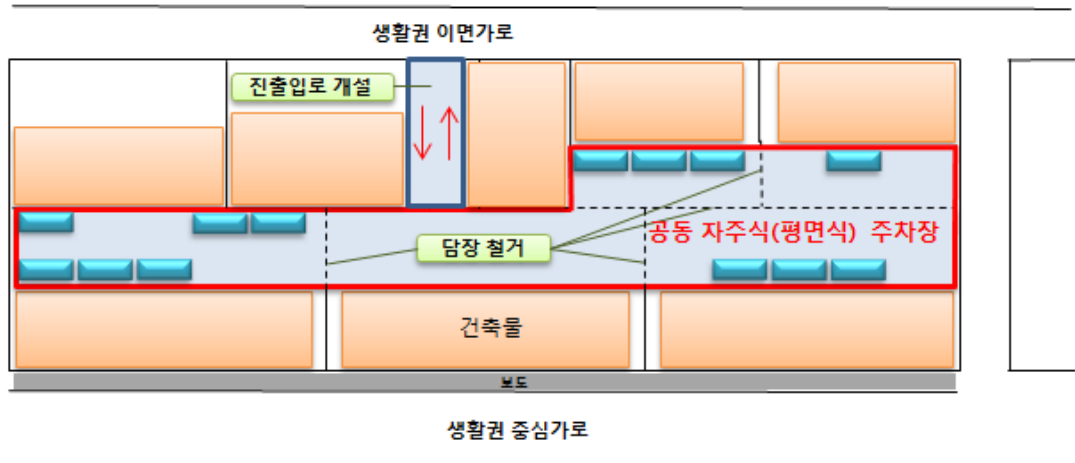 생활권 이면가로
진출입로 개설
담장 철거
공동 자주식(평면식) 주차장
건축물
보도
생활권 중심가로